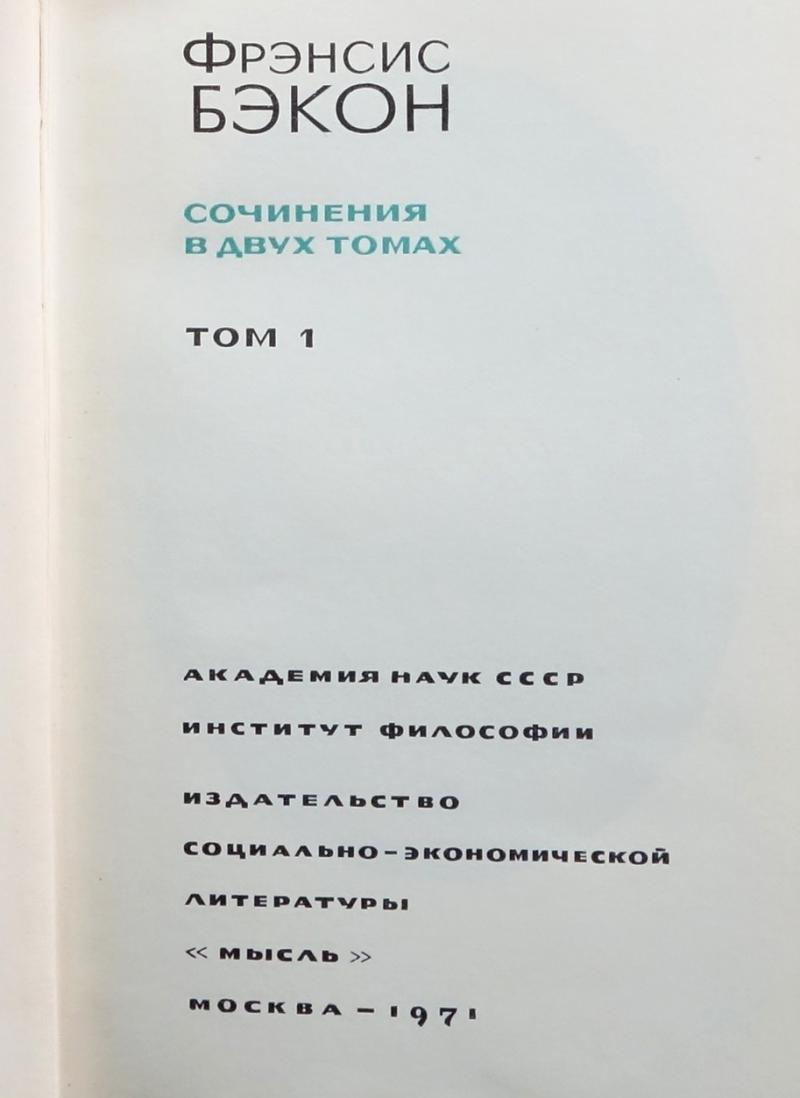 Фрэнсис
БЭКОН
СОЧИНЕНИЯ
В ДВУХ ТОМАХ
ТОМ 1
АКАДЕМИЯ НАУК СССР
ИНСТИТУТ ФИЛОСОФИИ
ИЗДАТЕЛЬСТВО
СОЦИАЛЬНО-ЭКОНОМИЧЕСКОЙ
ЛИТЕРАТУРЫ
« МЫСЛЬ »
МОСКВА – 1971